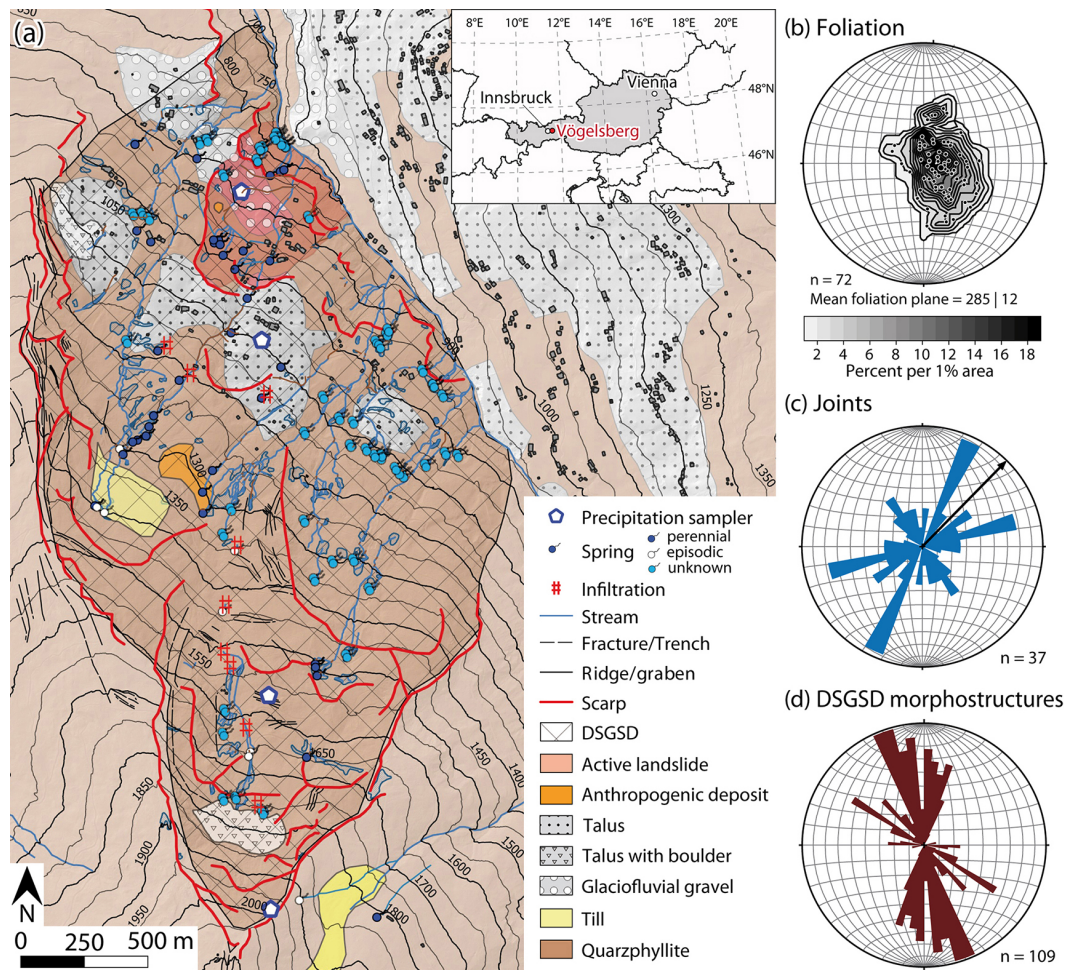 (a)
8°E 10°E 12°E 14°E 16°E 18°E 20°E
48°N
46°N
Vienna
Innsbruck
Vögelsberg
700
800
750
1050
1300
900
1000
1250
1350
1300
1350
1550
1650
1850
1900
1950
2000
1450
1400
1500
1600
1700
1800
N
0 250 500 m
Precipitation sampler
Spring
perennial
episodic
unknown
Infiltration
Stream
Fracture/Trench
Ridge/graben
Scarp
DSGSD
Active landslide
Anthropogenic deposit
Talus
Talus with boulder
Glaciofluvial gravel
Till
Quarzphyllite
(b) Foliation
n = 72
Mean foliation plane = 285 | 12
2 4 6 8 10 12 14 16 18
Percent per 1% area
(c) Joints
n = 37
(d) DSGSD morphostructures
n = 109